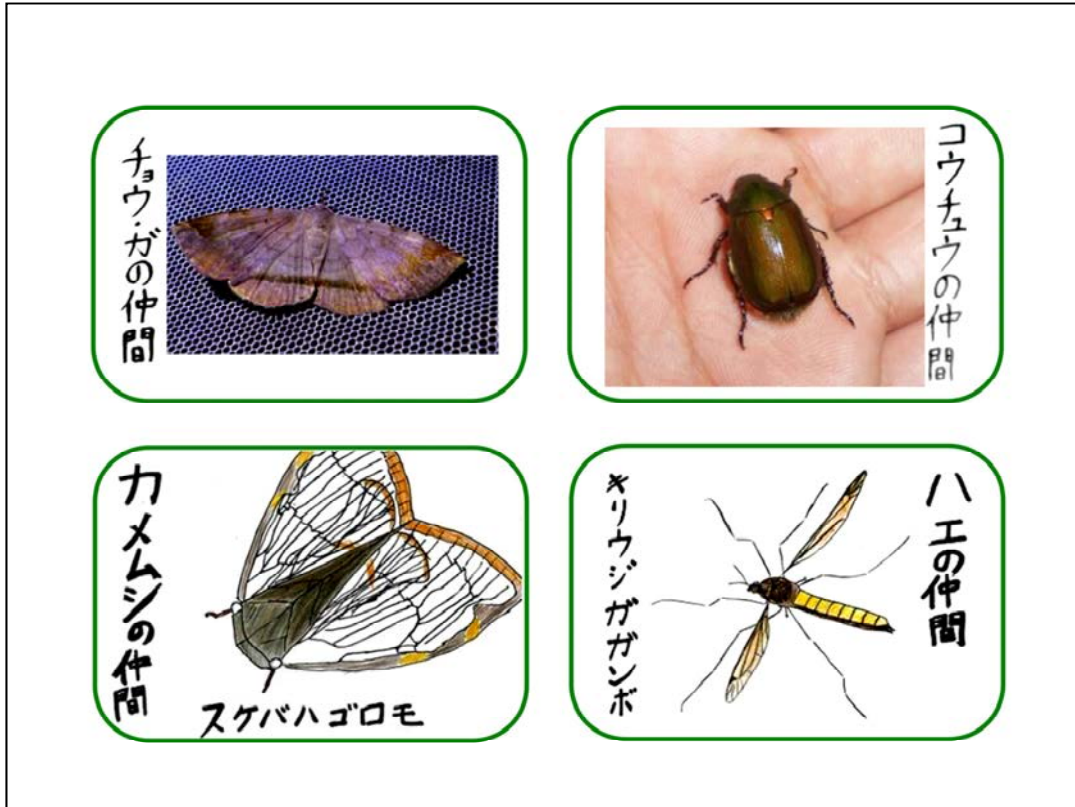 チョウ・ガの仲間
コウチュウの仲間
カメムシの仲間
スケバハゴロモ
ハエの仲間
キリウジガガンボ